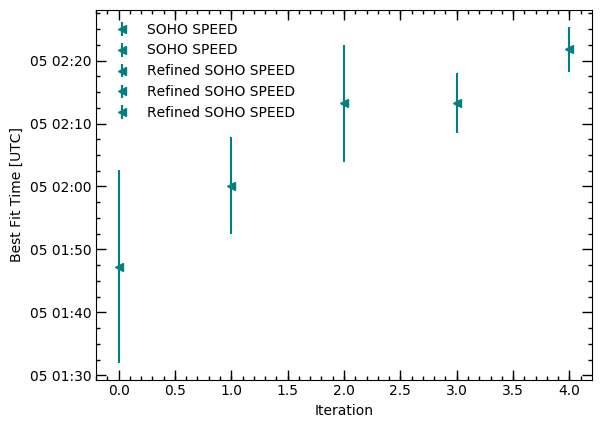 SOHO SPEED
SOHO SPEED
Refined SOHO SPEED
Refined SOHO SPEED
Refined SOHO SPEED
Best Fit Time [UTC]
05 02:20
05 02:10
05 02:00
05 01:50
05 01:40
05 01:30
0.0 0.5 1.0 1.5 2.0 2.5 3.0 3.5 4.0
Iteration